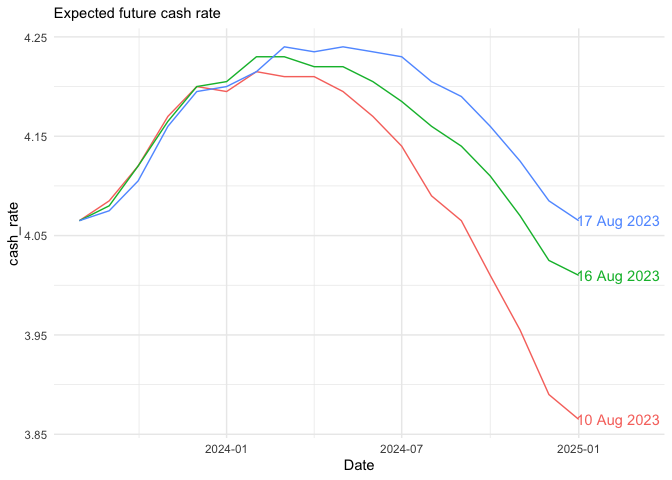 Expected future cash rate
4.25
4.15
4.05
3.95
3.85
cash_rate
17 Aug 2023
16 Aug 2023
10 Aug 2023
2024-01
2024-07
2025-01
Date